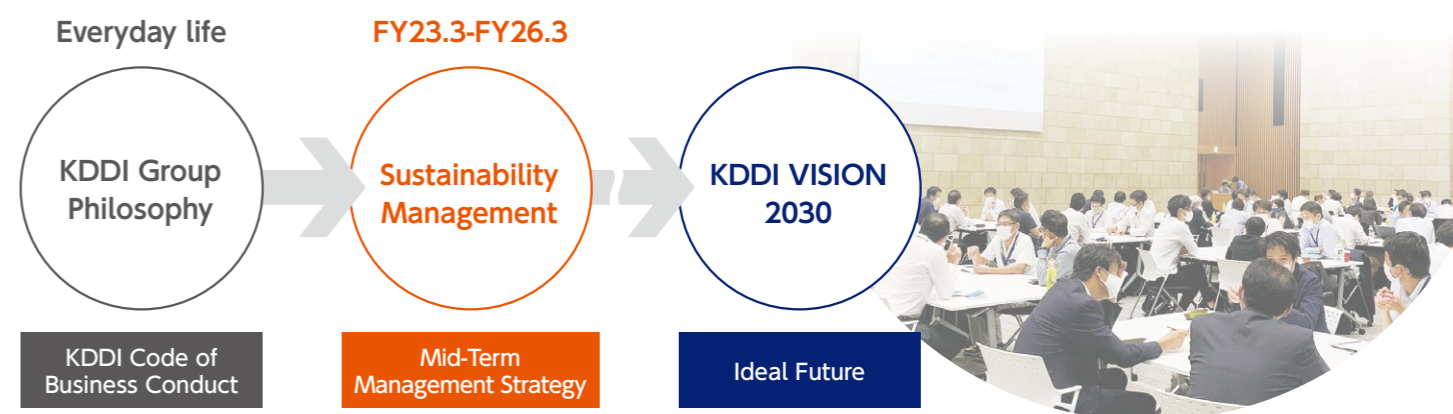 Everyday life
KDDI Group
Philosophy
KDDI Code of
Business Conduct
FY23.3-FY26.3
Sustainability
Management
Mid-Term
Management Strategy
KDDI VISION
2030
Ideal Future